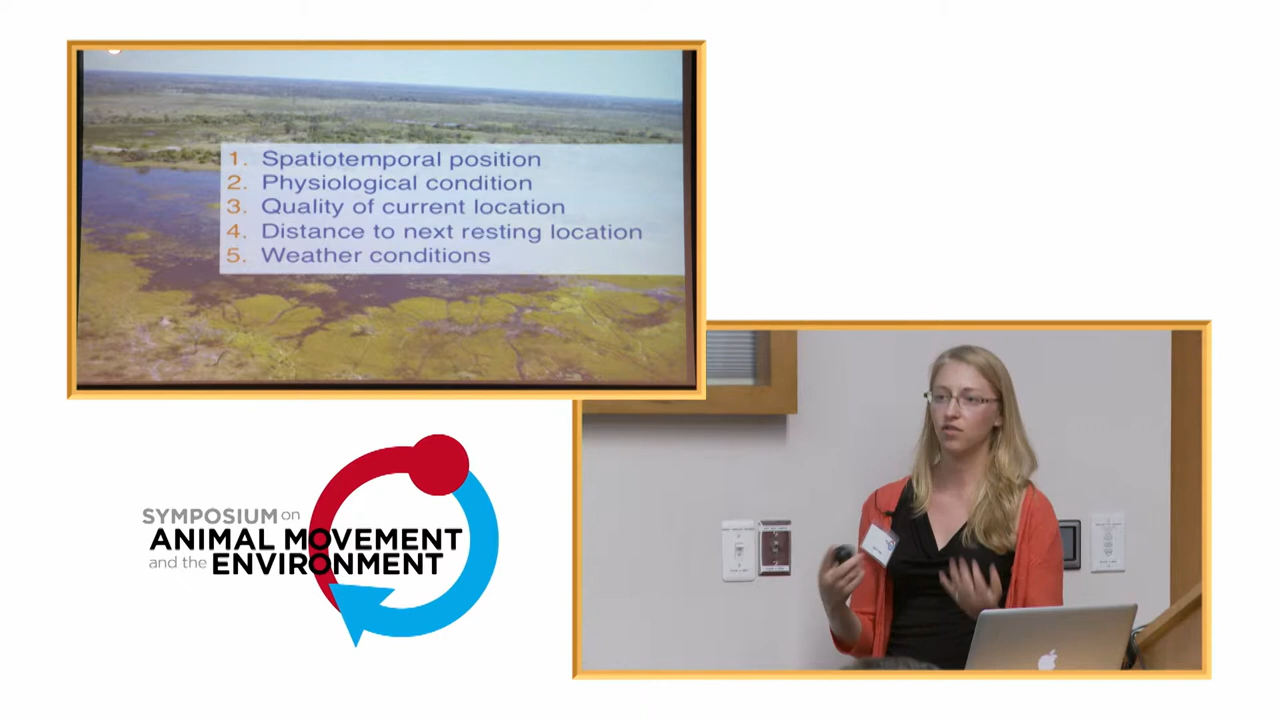 1. Spatiotemporal position
2. Physiological condition
3. Quality of current location
4. Distance to next resting location
5. Weather conditions
SYMPOSIUM on
ANIMAL MOVEMENT
and the ENVIRONMENT